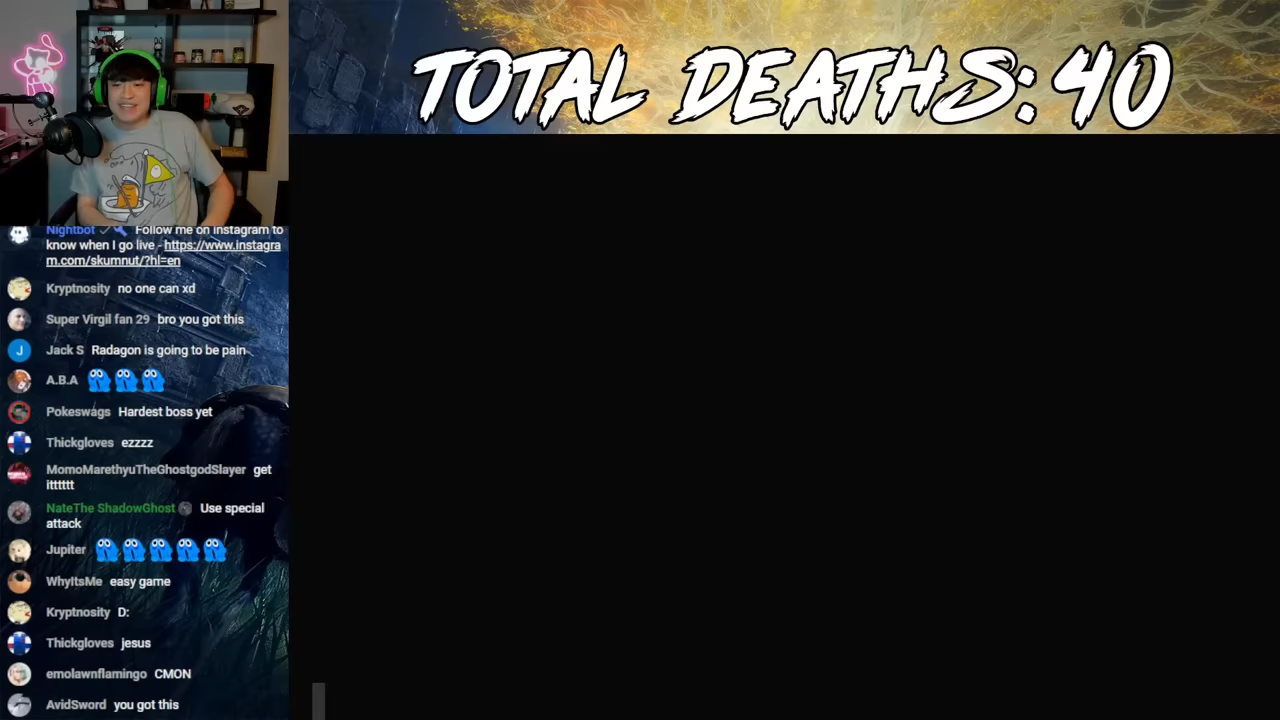 TOTAL DEATHS: 40
Nightbot Follow me on Instagram to
know when I go live - https://www.instagra
m.com/skumnut/?hl=en
Kryptnosity no one can xd
Super Virgil fan 29 bro you got this
J Jack S Radagon is going to be pain
A.B.A
Pokeswags Hardest boss yet
Thickgloves ezzzz
MomoMarethyuTheGhostgodSlayer get
itttttt
NateThe ShadowGhost Use special
attack
Jupiter
WhyItsMe easy game
Kryptnosity D:
Thickgloves jesus
emolawnflamingo CMON
AvidSword you got this